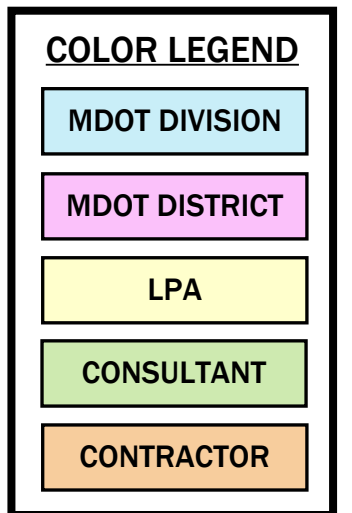 COLOR LEGEND
MDOT DIVISION
MDOT DISTRICT
LPA
CONSULTANT
CONTRACTOR